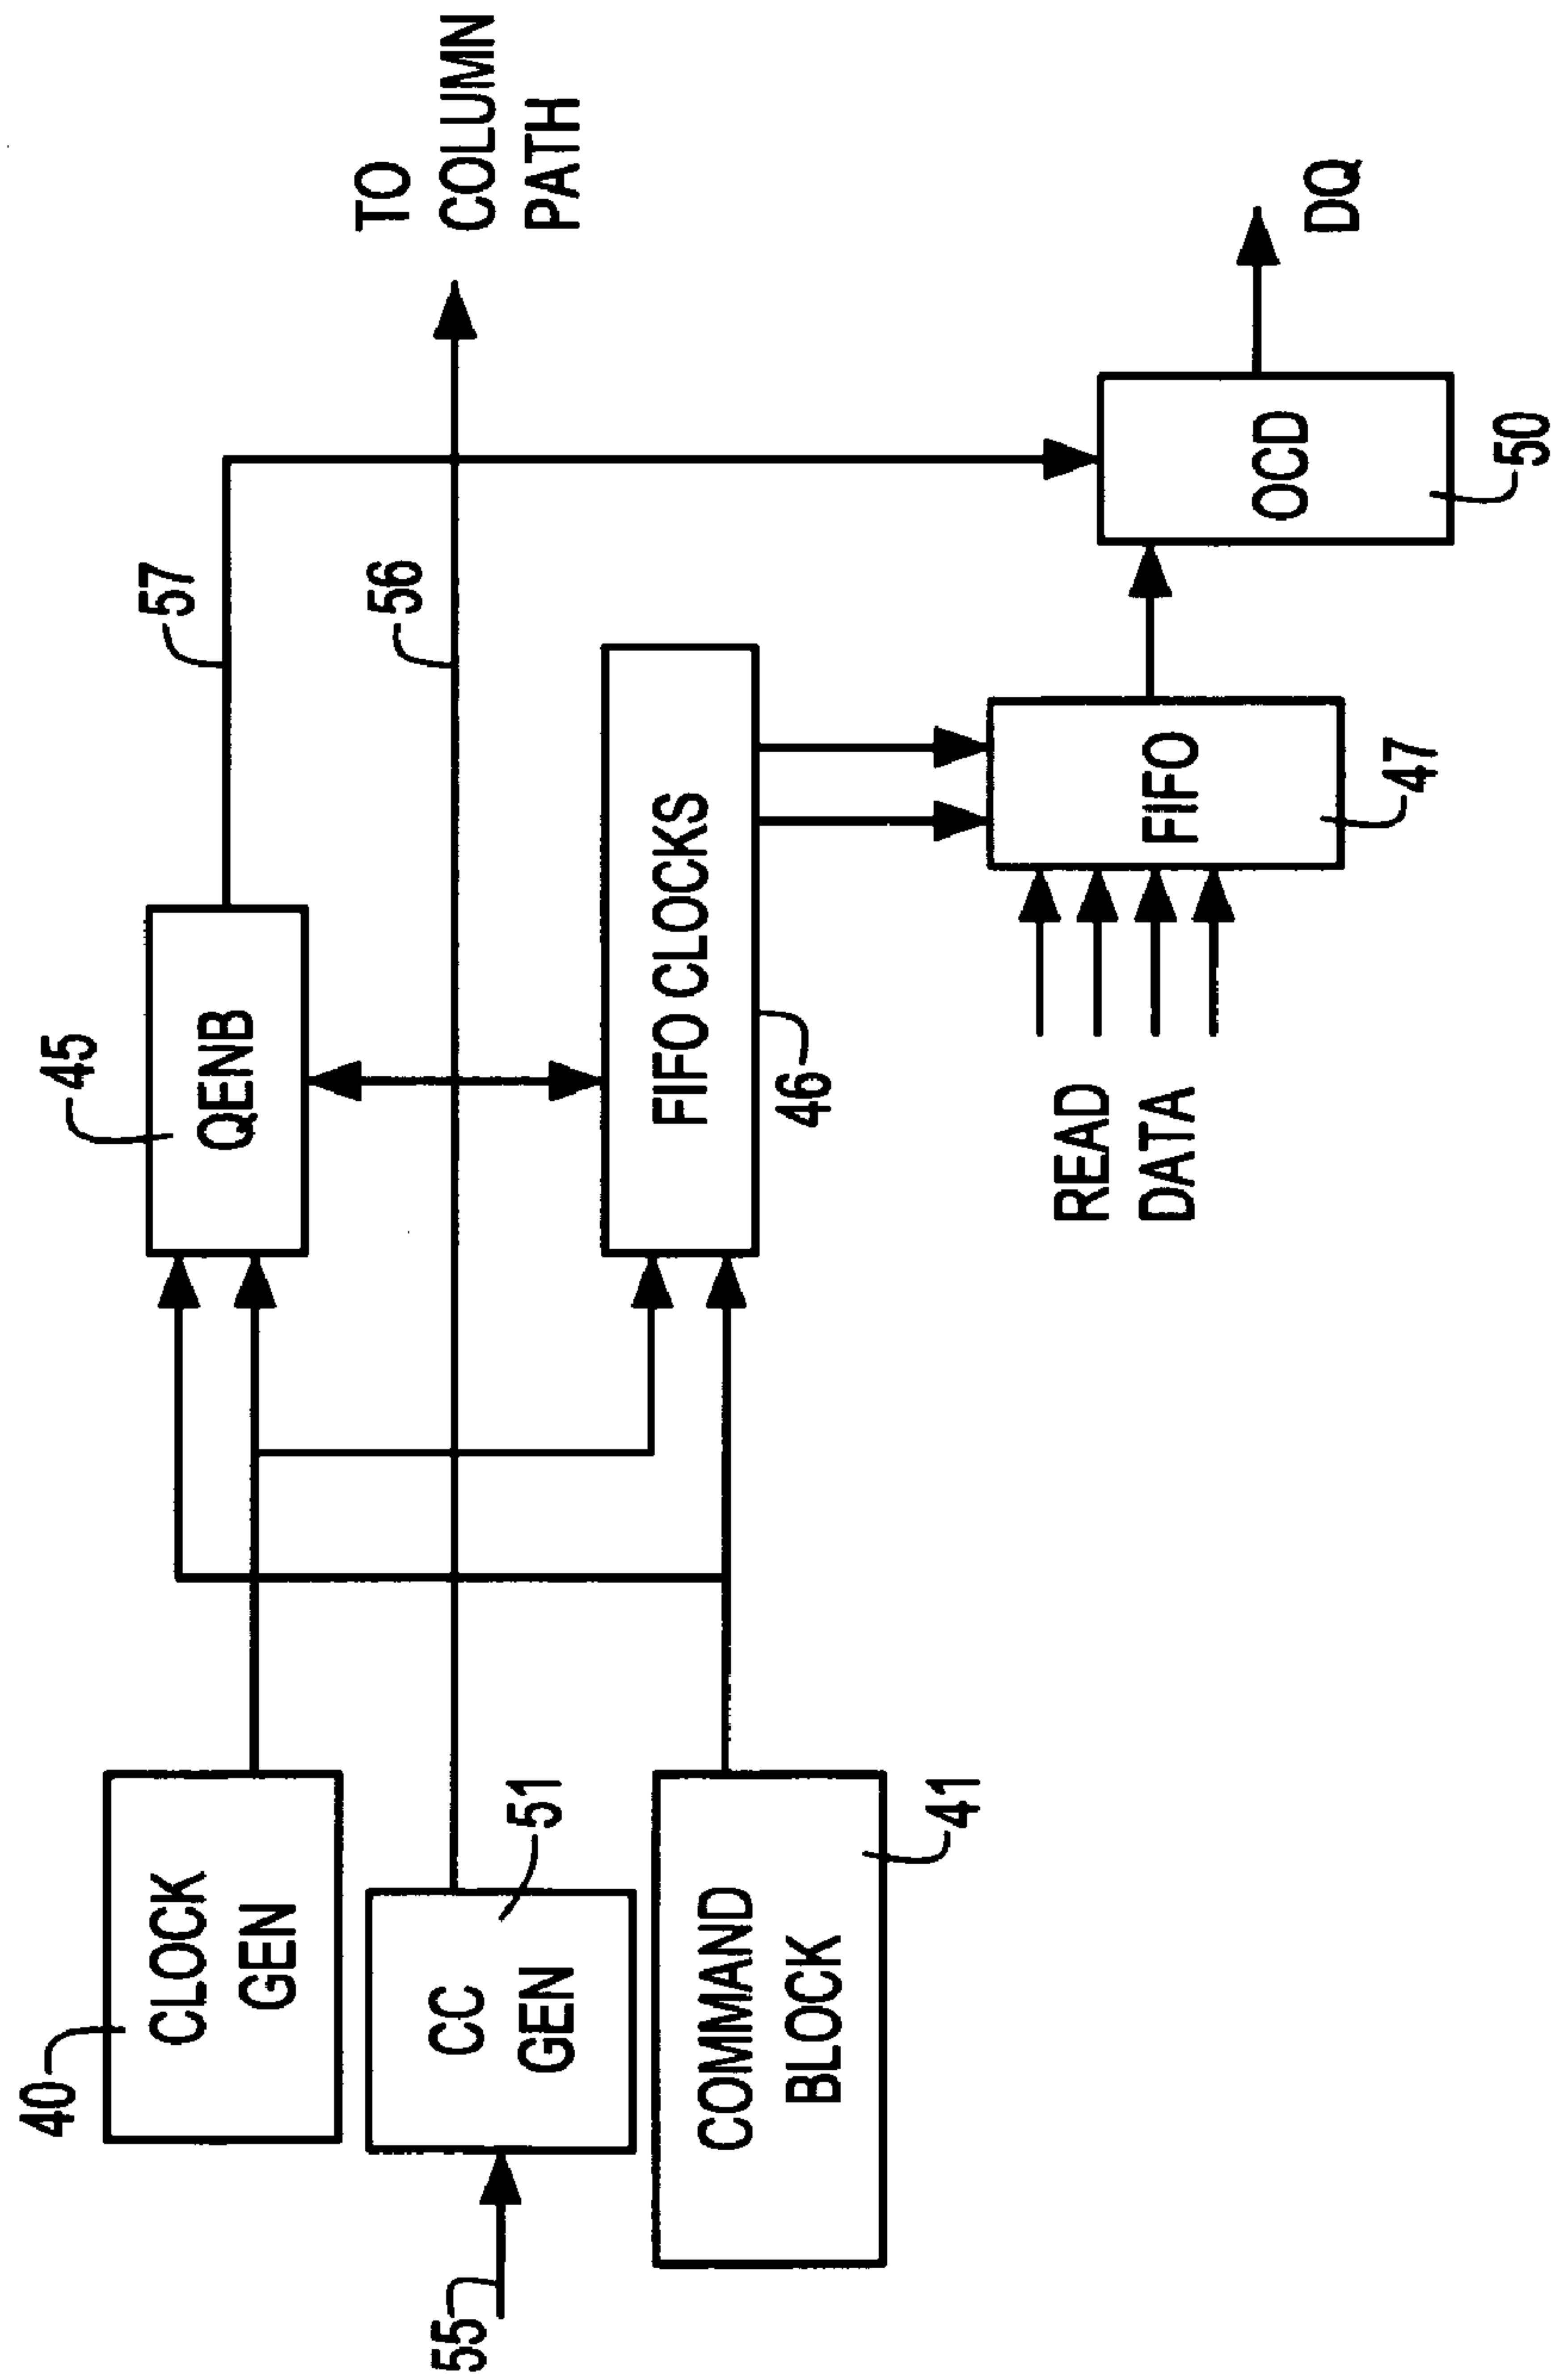 40
CLOCK
GEN
55
CC
GEN
51
COMMAND
BLOCK
41
45
QENB
57
56
TO
COLUMN
PATH
FIFO CLOCKS
46
READ
DATA
FIFO
47
OCD
50
DQ